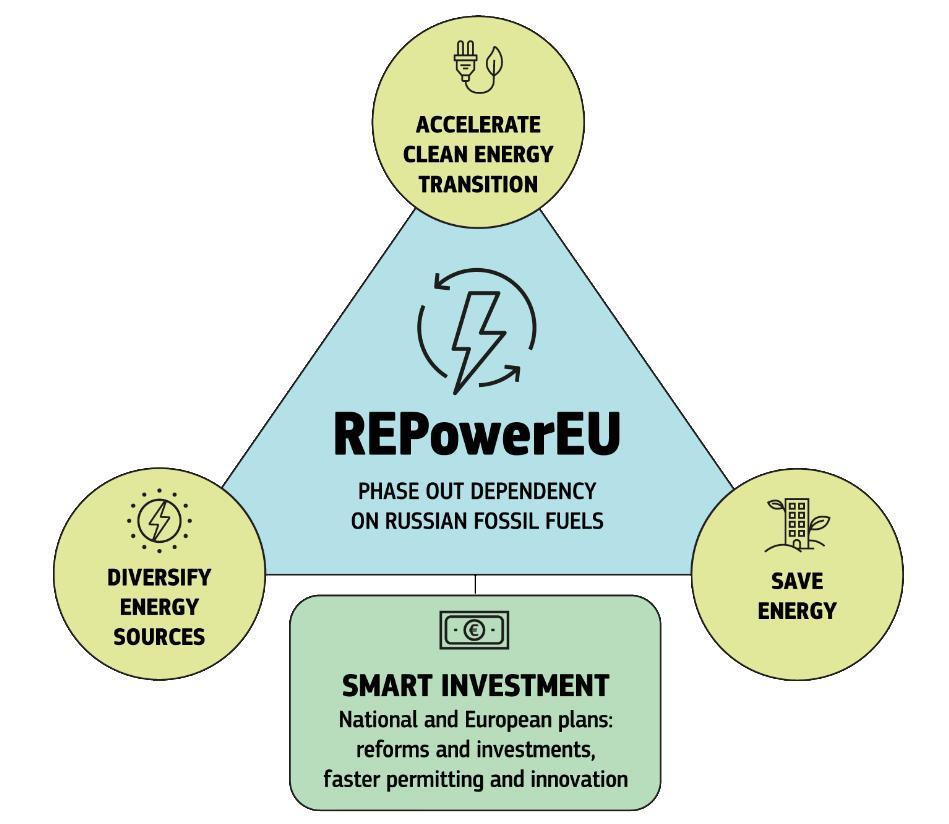 ACCELERATE
CLEAN ENERGY
TRANSITION
REPowerEU
PHASE OUT DEPENDENCY
ON RUSSIAN FOSSIL FUELS
DIVERSIFY
ENERGY
SOURCES
SAVE
ENERGY
€
SMART INVESTMENT
National and European plans:
reforms and investments,
faster permitting and innovation